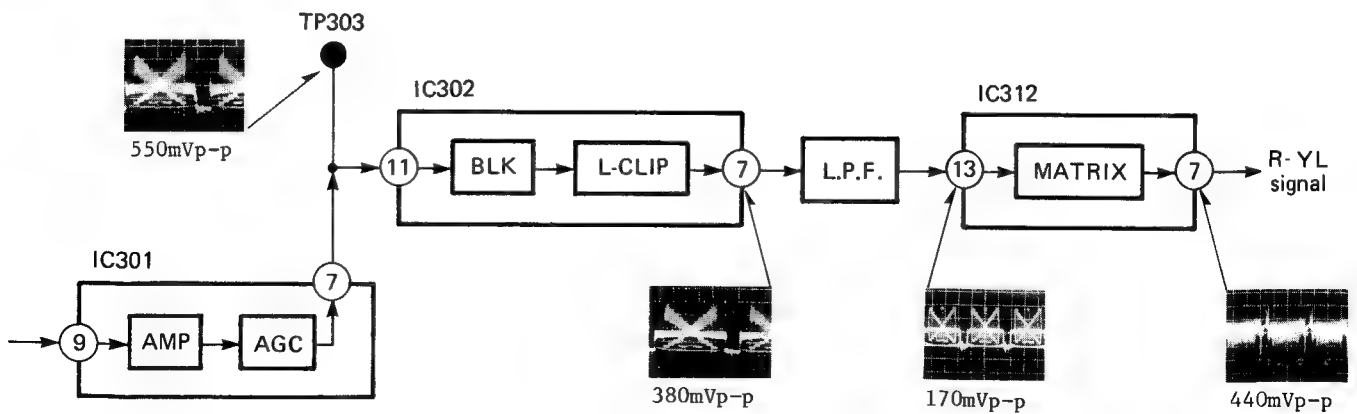 TP303
550mVp-p
IC302
11
BLK
L-CLIP
7
L.P.F.
IC312
13
MATRIX
7
R-YL
signal
IC301
7
9
AMP
AGC
380mVp-p
170mVp-p
440mVp-p